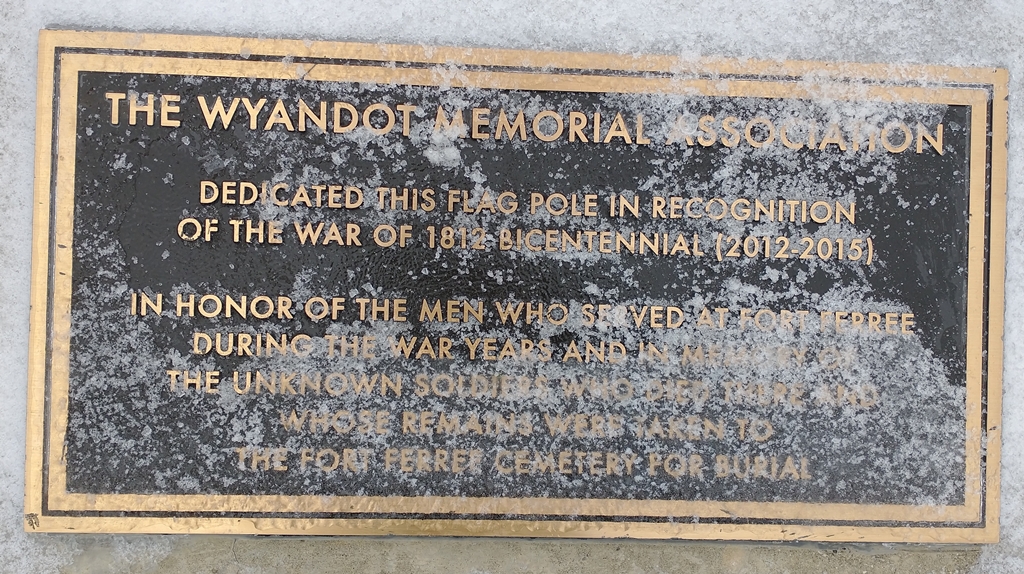 THE WYANDOT MEMORIAL ASSOCIATION
DEDICATED THIS FLAG POLE IN RECOGNITION
OF THE WAR OF 1812 BICENTENNIAL (2012-2015)
IN HONOR OF THE MEN WHO SERVED AT FORT FERREE
DURING THE WAR YEARS AND IN MEMORY OF
THE UNKNOWN SOLDIERS WHO DIED THERE AND
WHOSE REMAINS WERE TAKEN TO
THE FORT FERREE CEMETERY FOR BURIAL